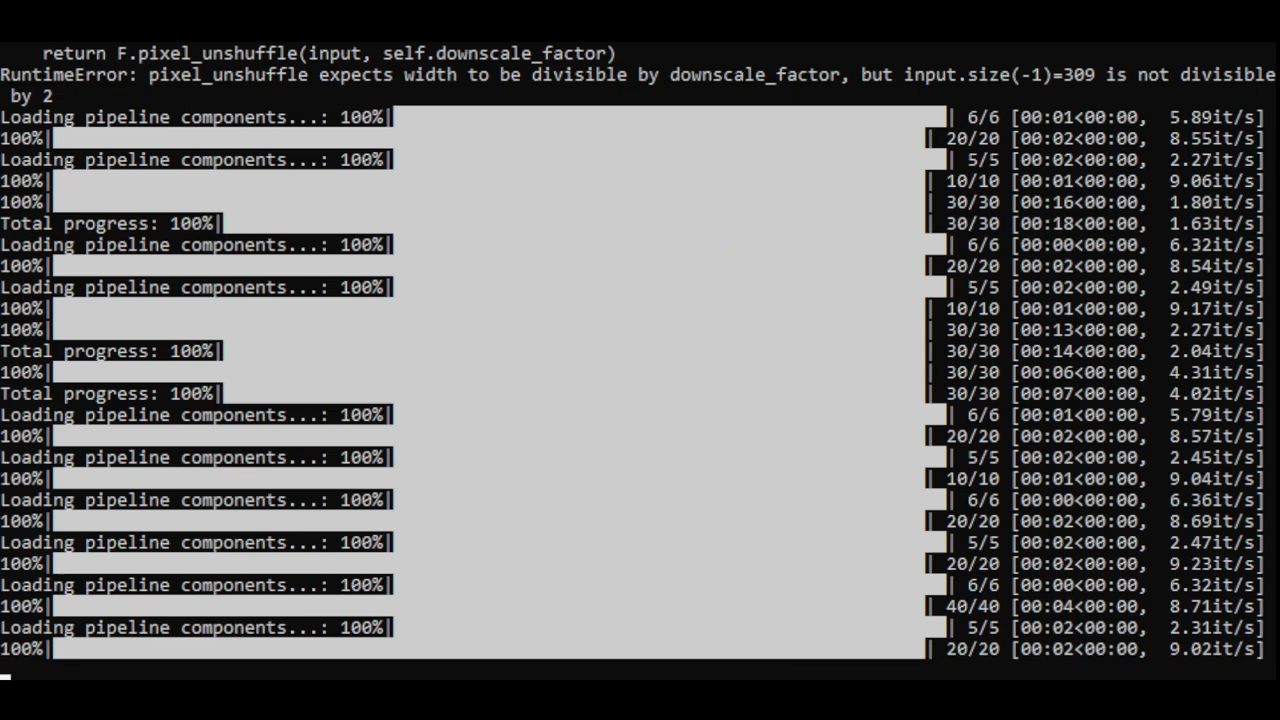 return F.pixel_unshuffle(input, self.downscale_factor)
RuntimeError: pixel_unshuffle expects width to be divisible by downscale_factor, but input.size(-1)=309 is not divisible
by 2
Loading pipeline components...: 100%| | 6/6 [00:01<00:00, 5.89it/s]
100%| | 20/20 [00:02<00:00, 8.55it/s]
Loading pipeline components...: 100%| | 5/5 [00:02<00:00, 2.27it/s]
100%| | 10/10 [00:01<00:00, 9.06it/s]
100%| | 30/30 [00:16<00:00, 1.80it/s]
Total progress: 100%| | 30/30 [00:18<00:00, 1.63it/s]
Loading pipeline components...: 100%| | 6/6 [00:00<00:00, 6.32it/s]
100%| | 20/20 [00:02<00:00, 8.54it/s]
Loading pipeline components...: 100%| | 5/5 [00:02<00:00, 2.49it/s]
100%| | 10/10 [00:01<00:00, 9.17it/s]
100%| | 30/30 [00:13<00:00, 2.27it/s]
Total progress: 100%| | 30/30 [00:14<00:00, 2.04it/s]
100%| | 30/30 [00:06<00:00, 4.31it/s]
Total progress: 100%| | 30/30 [00:07<00:00, 4.02it/s]
Loading pipeline components...: 100%| | 6/6 [00:01<00:00, 5.79it/s]
100%| | 20/20 [00:02<00:00, 8.57it/s]
Loading pipeline components...: 100%| | 5/5 [00:02<00:00, 2.45it/s]
100%| | 10/10 [00:01<00:00, 9.04it/s]
Loading pipeline components...: 100%| | 6/6 [00:00<00:00, 6.36it/s]
100%| | 20/20 [00:02<00:00, 8.69it/s]
Loading pipeline components...: 100%| | 5/5 [00:02<00:00, 2.47it/s]
100%| | 20/20 [00:02<00:00, 9.23it/s]
Loading pipeline components...: 100%| | 6/6 [00:00<00:00, 6.32it/s]
100%| | 40/40 [00:04<00:00, 8.71it/s]
Loading pipeline components...: 100%| | 5/5 [00:02<00:00, 2.31it/s]
100%| | 20/20 [00:02<00:00, 9.02it/s]